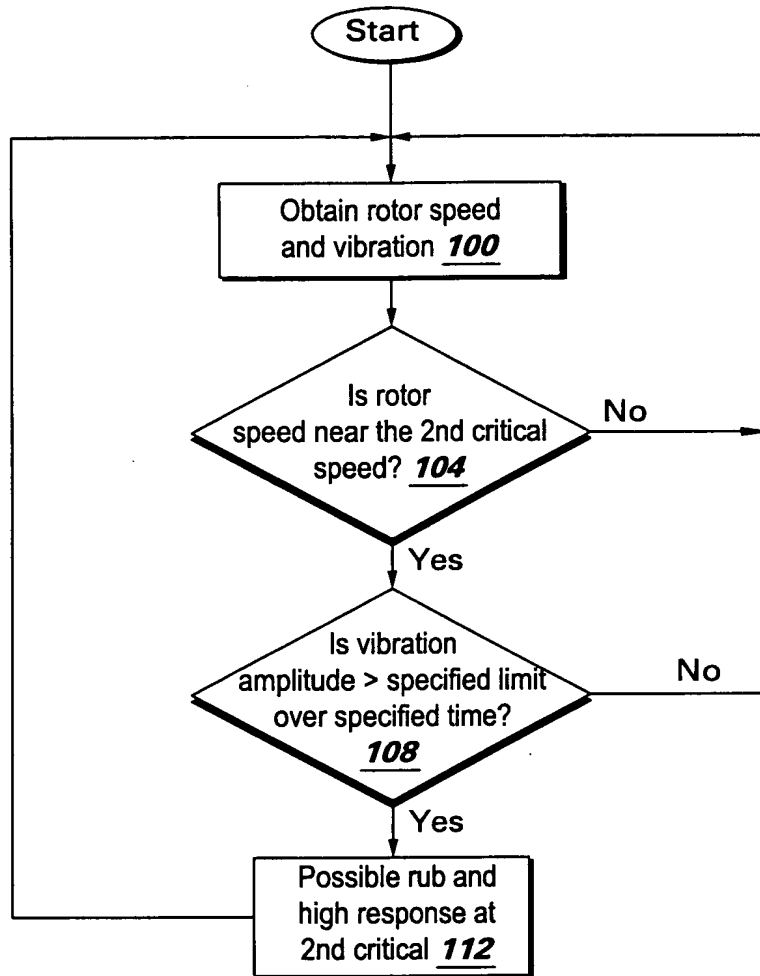 Start
Obtain rotor speed
and vibration 100
Is rotor
speed near the 2nd critical
speed? 104
No
Yes
Is vibration
amplitude > specified limit
over specified time?
108
No
Yes
Possible rub and
high response at
2nd critical 112